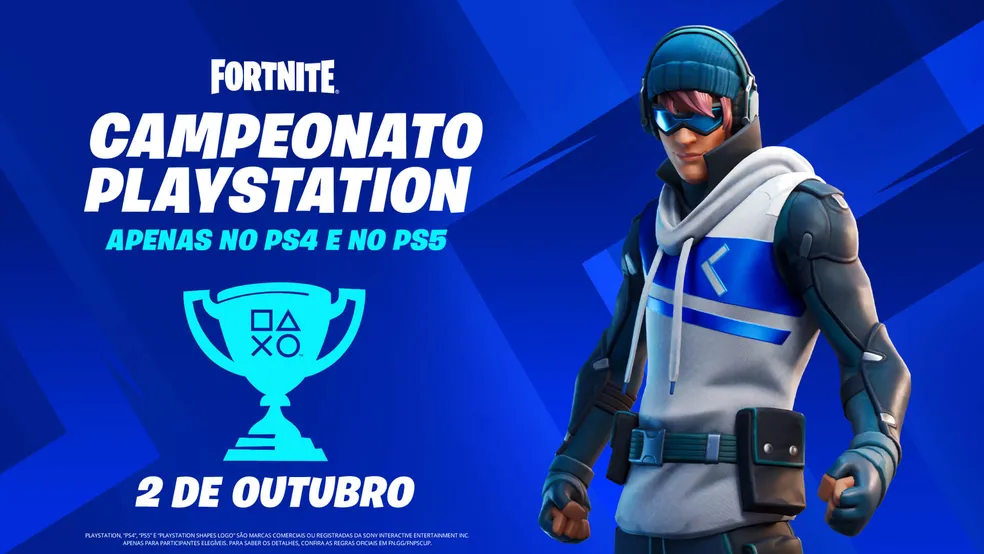 FORTNITE
CAMPEONATO
PLAYSTATION
APENAS NO PS4 E NO PS5
2 DE OUTUBRO
PLAYSTATION, "PS4", "PS5" E "PLAYSTATION SHAPES LOGO" SÃO MARCAS COMERCIAIS OU REGISTRADAS DA SONY INTERACTIVE ENTERTAINMENT INC.
APENAS PARA PARTICIPANTES ELEGÍVEIS. PARA SABER OS DETALHES, CONFIRA AS REGRAS OFICIAIS EM FN.GG/FNPSCUP.